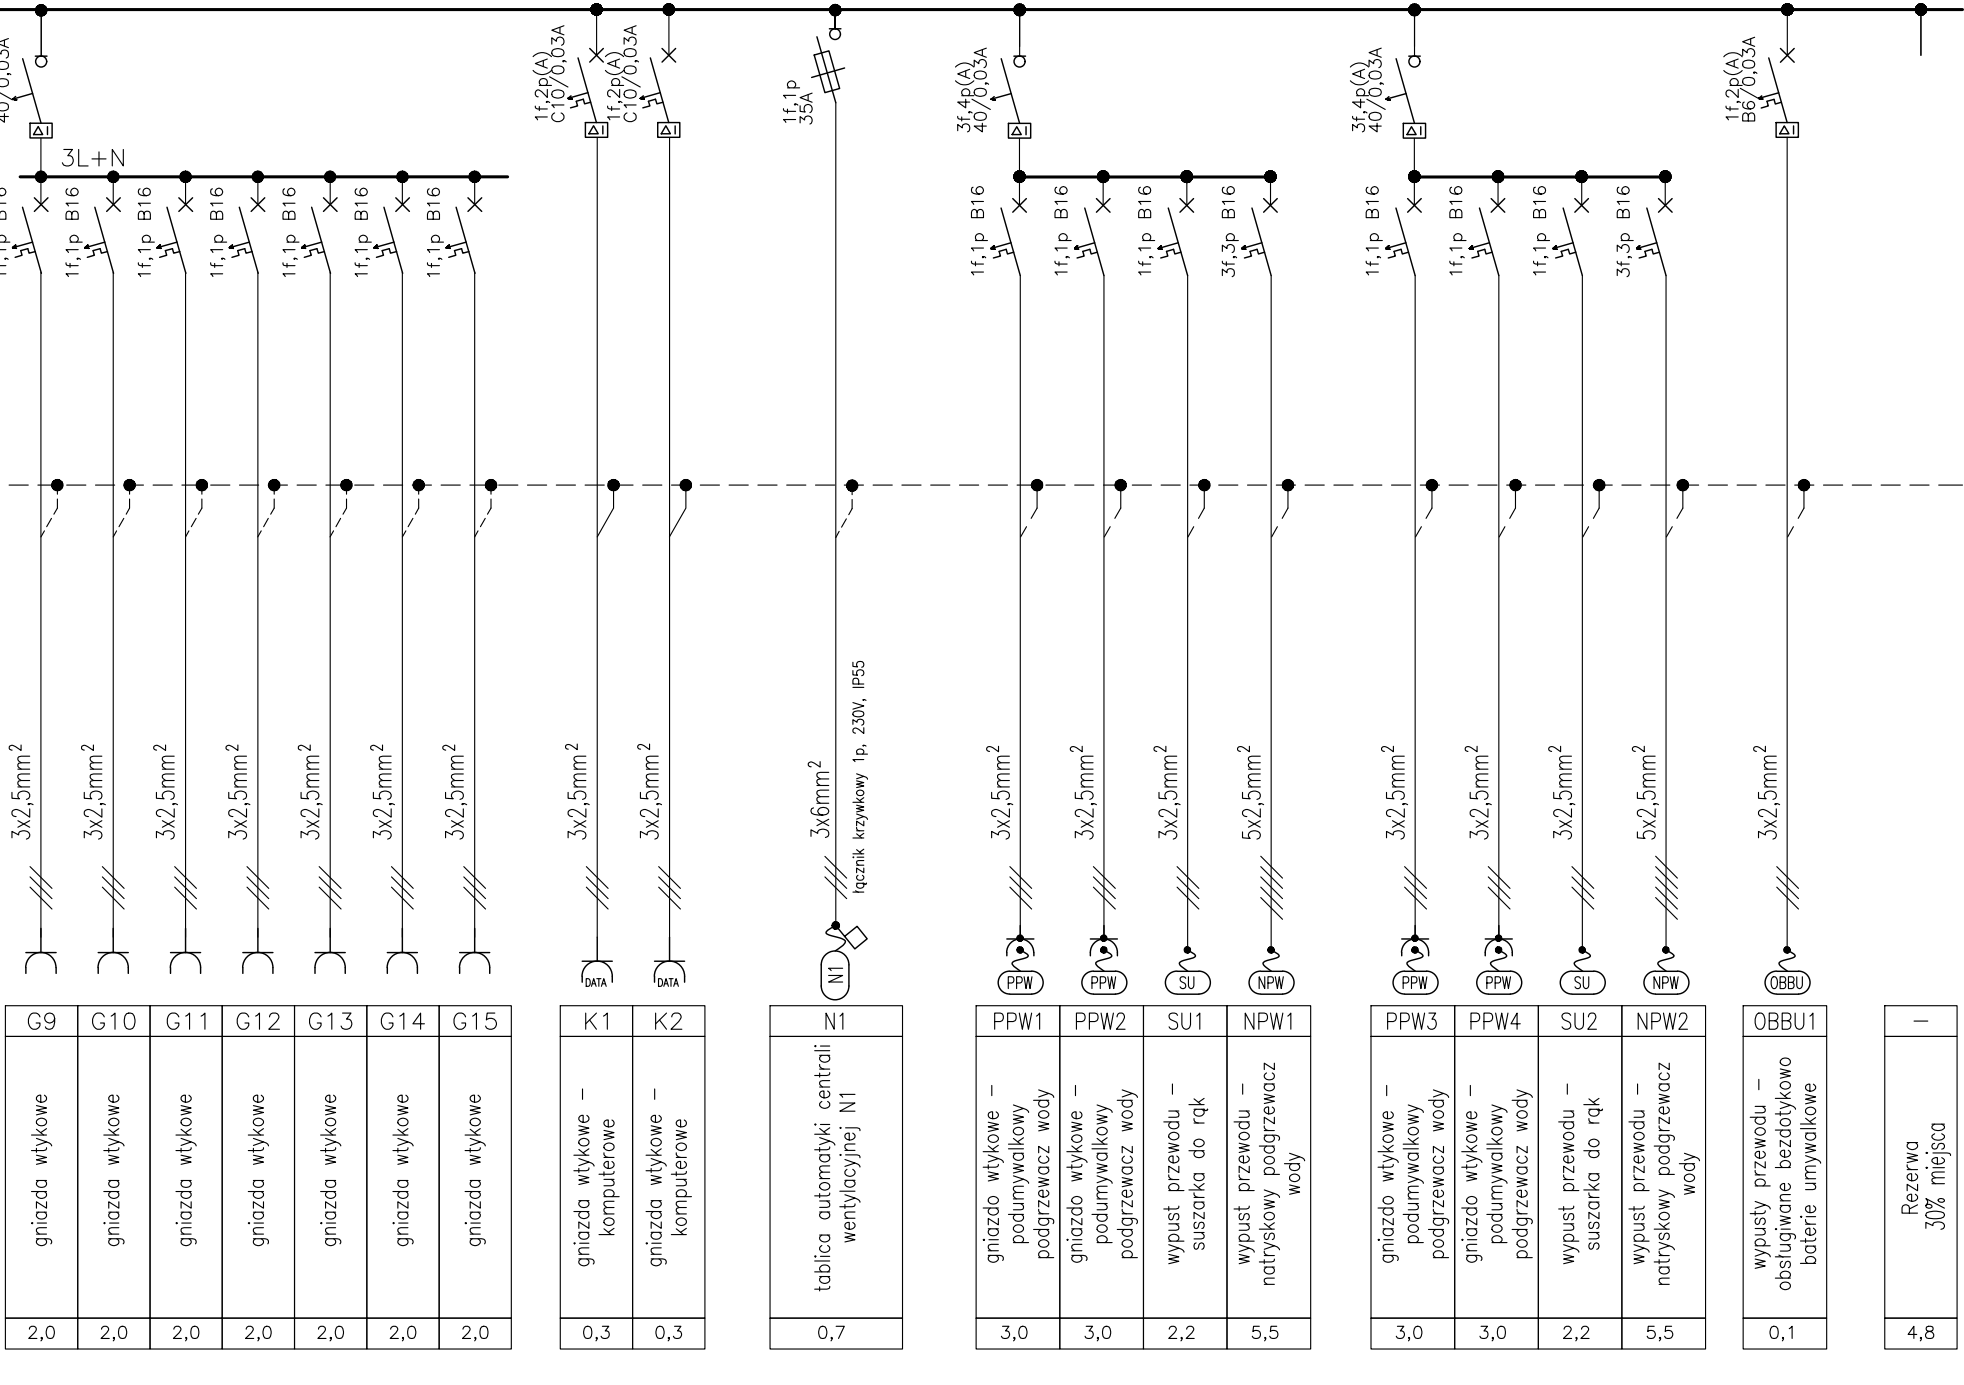 40/0,03A
1f,2p(A)
C10/0,03A
1f,2p(A)
C10/0,03A
1f,1p
35A
3f,4p(A)
40/0,03A
3f,4p(A)
40/0,03A
1f,2p(A)
B6/0,03A
3L+N
1f,1p B16
1f,1p B16
1f,1p B16
1f,1p B16
1f,1p B16
1f,1p B16
1f,1p B16
1f,1p B16
1f,1p B16
1f,1p B16
3f,3p B16
1f,1p B16
1f,1p B16
1f,1p B16
3f,3p B16
3x2,5mm²
3x2,5mm²
3x2,5mm²
3x2,5mm²
3x2,5mm²
3x2,5mm²
3x2,5mm²
3x2,5mm²
3x2,5mm²
3x6mm²
łącznik krzywkowy 1p, 230V, IP55
3x2,5mm²
3x2,5mm²
3x2,5mm²
5x2,5mm²
3x2,5mm²
3x2,5mm²
3x2,5mm²
5x2,5mm²
3x2,5mm²
DATA
DATA
N1
PPW
PPW
SU
NPW
PPW
PPW
SU
NPW
OBBU
G9 G10 G11 G12 G13 G14 G15
K1 K2
N1
PPW1 PPW2 SU1 NPW1
PPW3 PPW4 SU2 NPW2
OBBU1
–
gniazda wtykowe
gniazda wtykowe
gniazda wtykowe
gniazda wtykowe
gniazda wtykowe
gniazda wtykowe
gniazda wtykowe
gniazda wtykowe –
komputerowe
gniazda wtykowe –
komputerowe
tablica automatyki centrali
wentylacyjnej N1
gniazdo wtykowe –
podumywalkowy
podgrzewacz wody
gniazdo wtykowe –
podumywalkowy
podgrzewacz wody
wypust przewodu –
suszarka do rąk
wypust przewodu –
natryskowy podgrzewacz
wody
gniazdo wtykowe –
podumywalkowy
podgrzewacz wody
gniazdo wtykowe –
podumywalkowy
podgrzewacz wody
wypust przewodu –
suszarka do rąk
wypust przewodu –
natryskowy podgrzewacz
wody
wypusty przewodu –
obsługiwane bezdotykowo
baterie umywalkowe
Rezerwa
30% miejsca
2,0 2,0 2,0 2,0 2,0 2,0 2,0
0,3 0,3
0,7
3,0 3,0 2,2 5,5
3,0 3,0 2,2 5,5
0,1
4,8